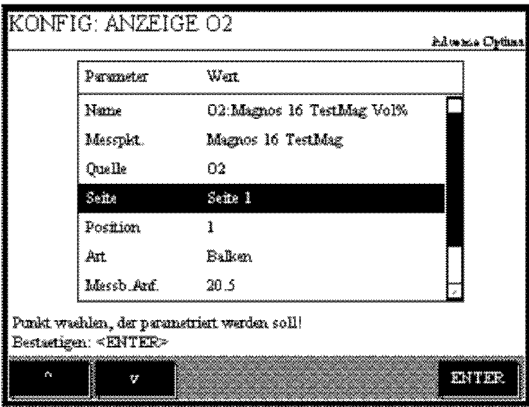 KONFIG: ANZEIGE O2
Advance Optima
Parameter Wert
Name O2:Magnos 16 TestMag Vol%
Messpkt. Magnos 16 TestMag
Quelle O2
Seite Seite 1
Position 1
Art Balken
Messb.Anf. 20.5
Punkt waehlen, der parametriert werden soll!
Bestaetigen: <ENTER>
^ v ENTER